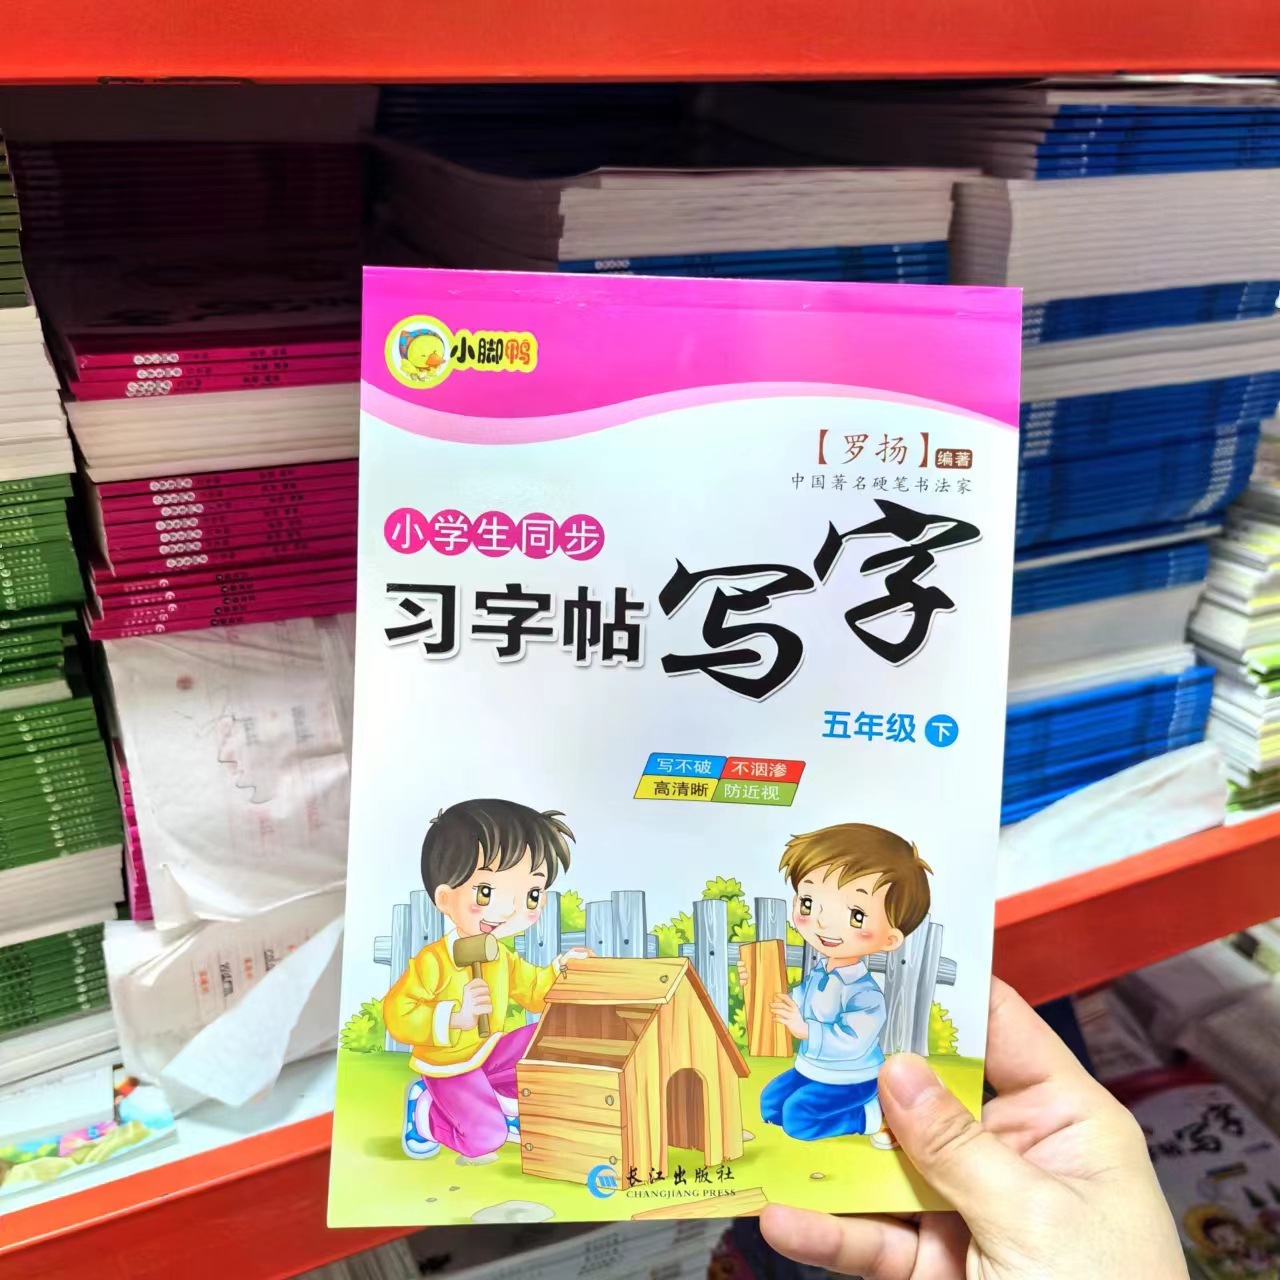 小脚鸭
【罗扬】编著
中国著名硬笔书法家
小学生同步
习字帖 写字
五年级 下
写不破 不洇渗
高清晰 防近视
长江出版社
CHANGJIANG PRESS
写字